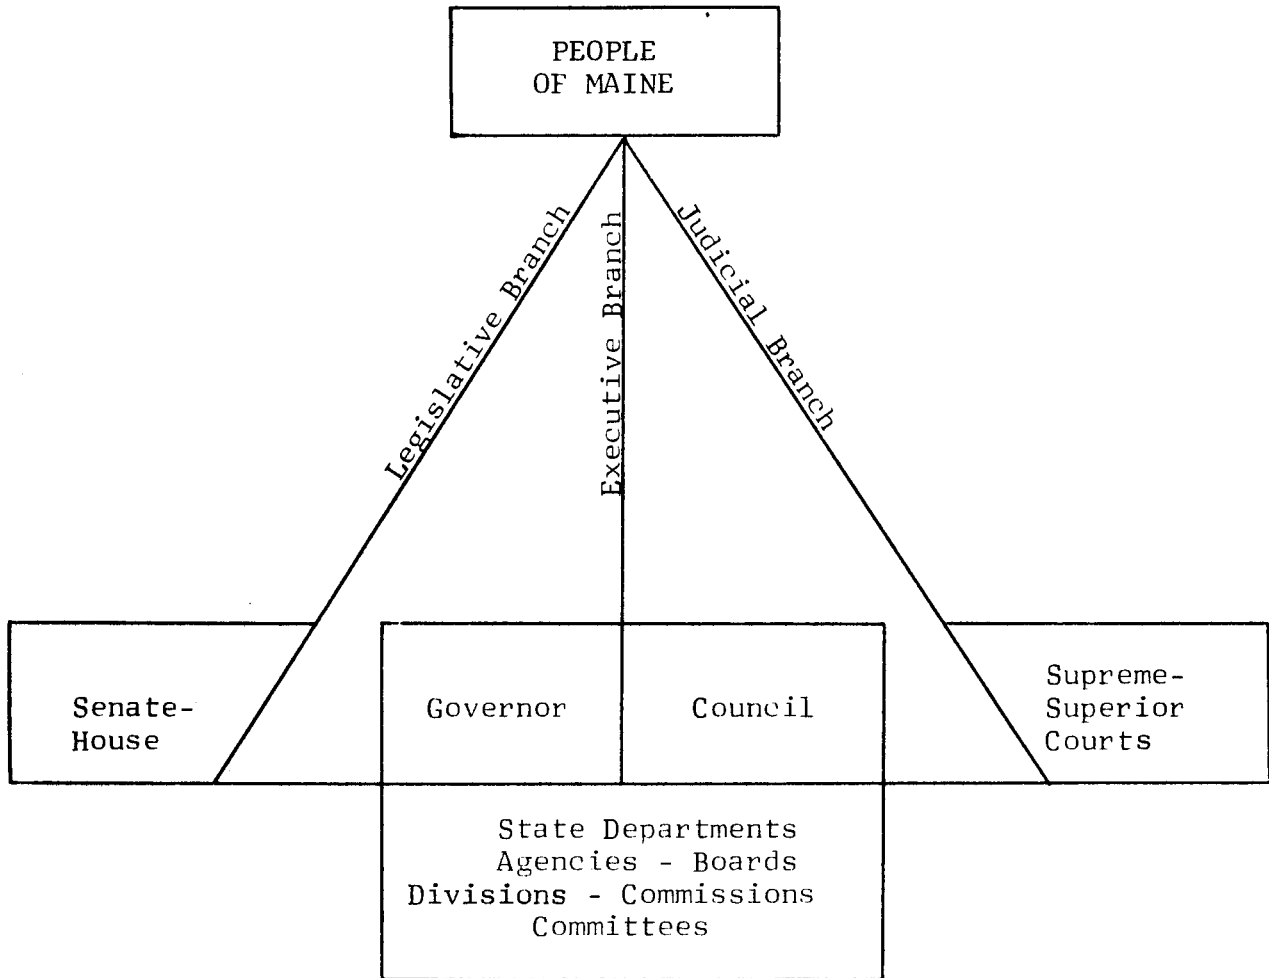 PEOPLE
OF MAINE
Legislative Branch
Executive Branch
Judicial Branch
Senate-
House
Governor
Council
Supreme-
Superior
Courts
State Departments
Agencies - Boards
Divisions - Commissions
Committees